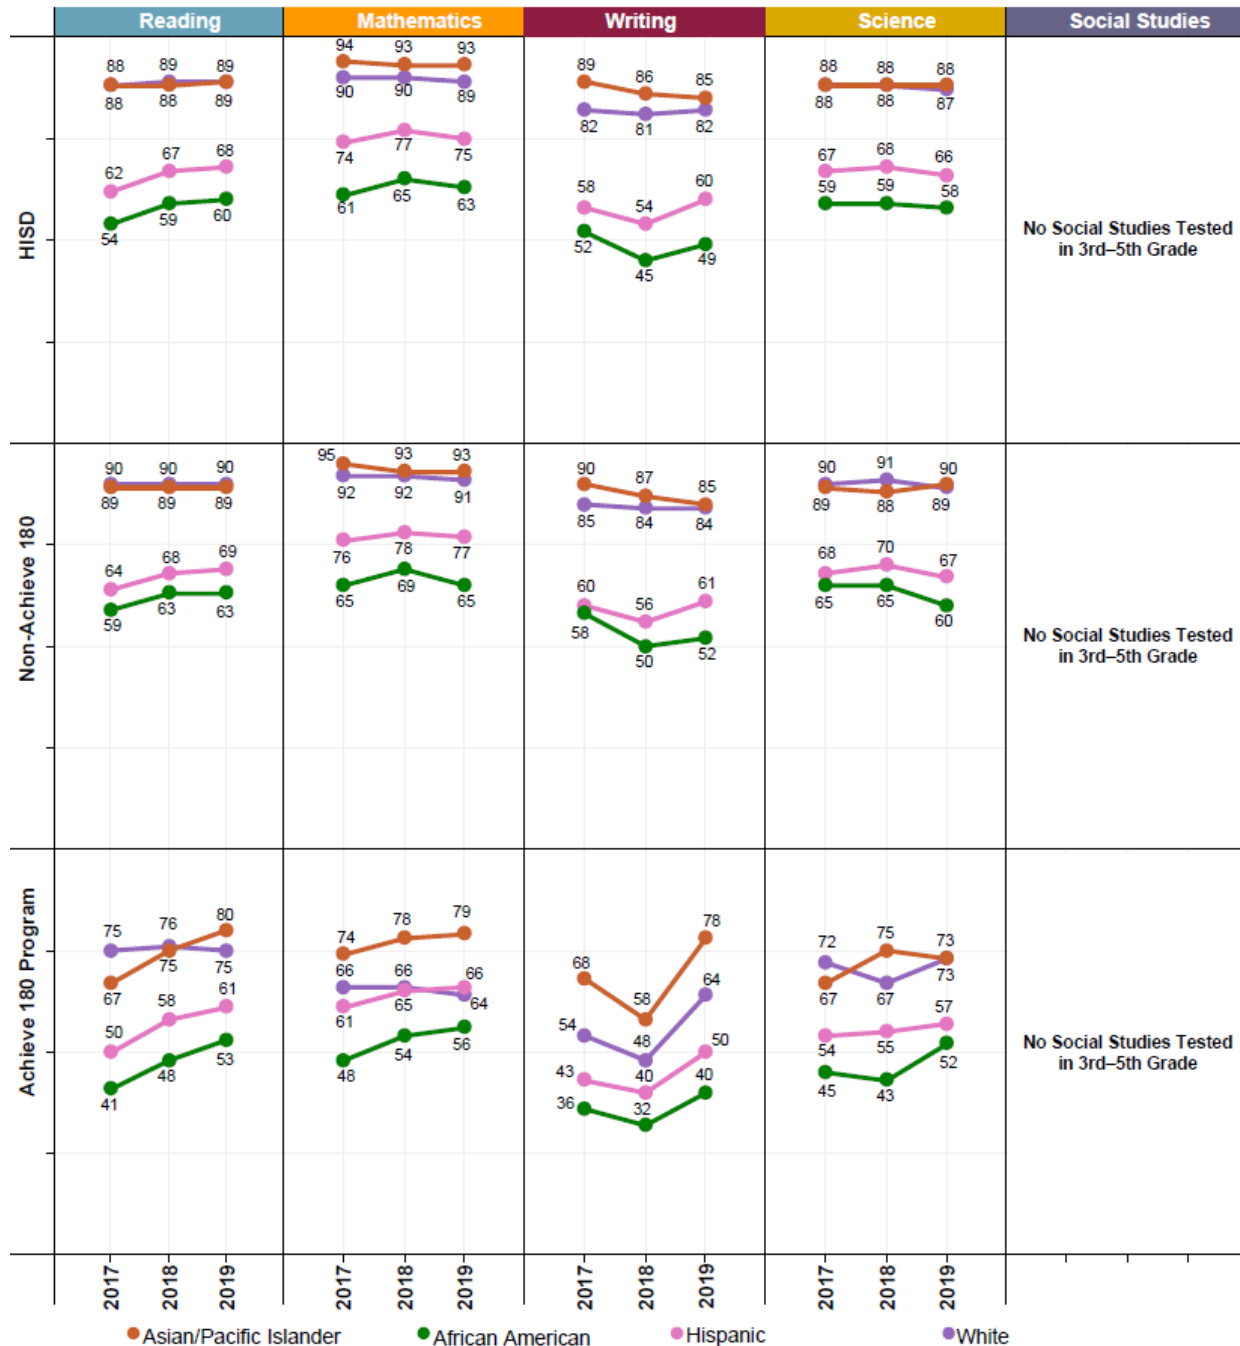 Reading Mathematics Writing Science Social Studies
HISD
88 89 89
88 88 89
62 67 68
54 59 60
94 93 93
90 90 89
74 77 75
61 65 63
89 86 85
82 81 82
58 54 60
52 45 49
88 88 88
88 88 87
67 68 66
59 59 58
No Social Studies Tested
in 3rd–5th Grade
Non-Achieve 180
90 90 90
89 89 89
64 68 69
59 63 63
95 93 93
92 92 91
76 78 77
65 69 65
90 87 85
85 84 84
60 56 61
58 50 52
90 91 90
89 88 89
68 70 67
65 65 60
No Social Studies Tested
in 3rd–5th Grade
Achieve 180 Program
75 76 80
67 75 75
50 58 61
41 48 53
74 78 79
66 66 66
61 65 64
48 54 56
68 58 78
54 48 64
43 40 50
36 32 40
72 75 73
67 67 73
54 55 57
45 43 52
No Social Studies Tested
in 3rd–5th Grade
2017 2018 2019 2017 2018 2019 2017 2018 2019 2017 2018 2019
Asian/Pacific Islander African American Hispanic White